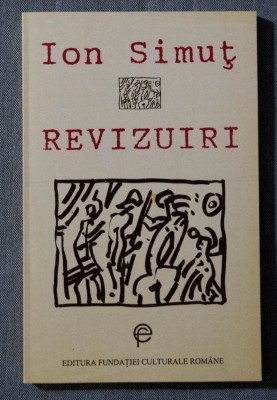 Ion Simuţ
REVIZUIRI
EDITURA FUNDAŢIEI CULTURALE ROMÂNE